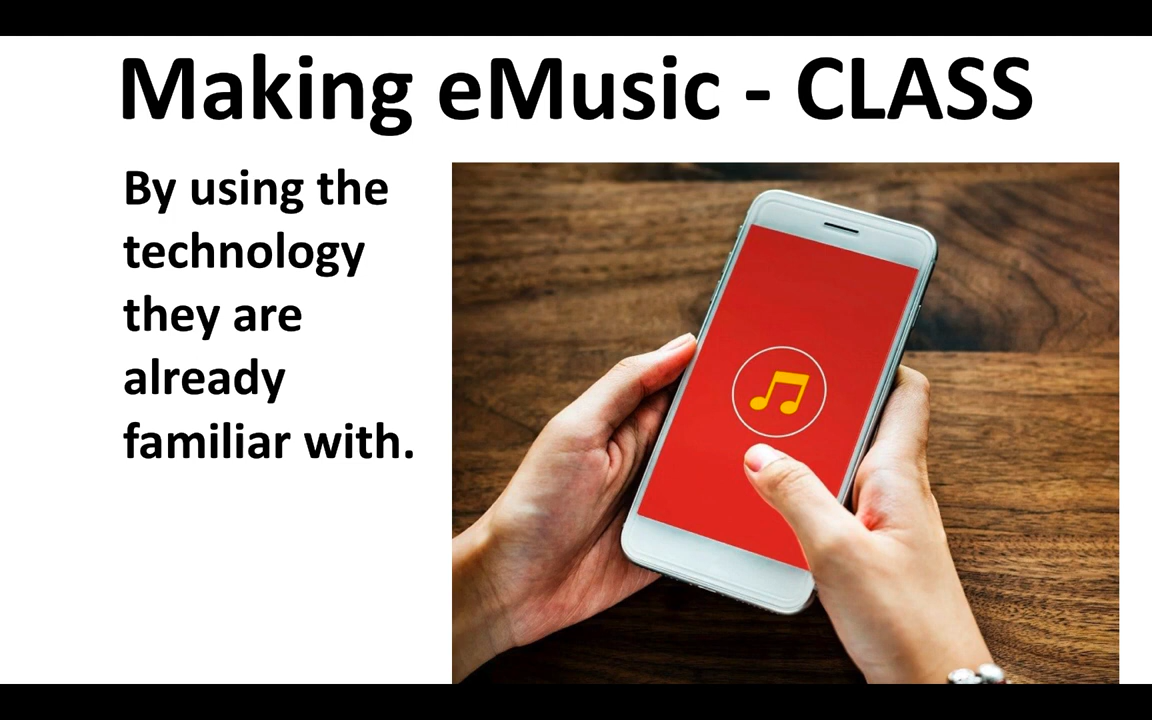 Making eMusic - CLASS
By using the
technology
they are
already
familiar with.